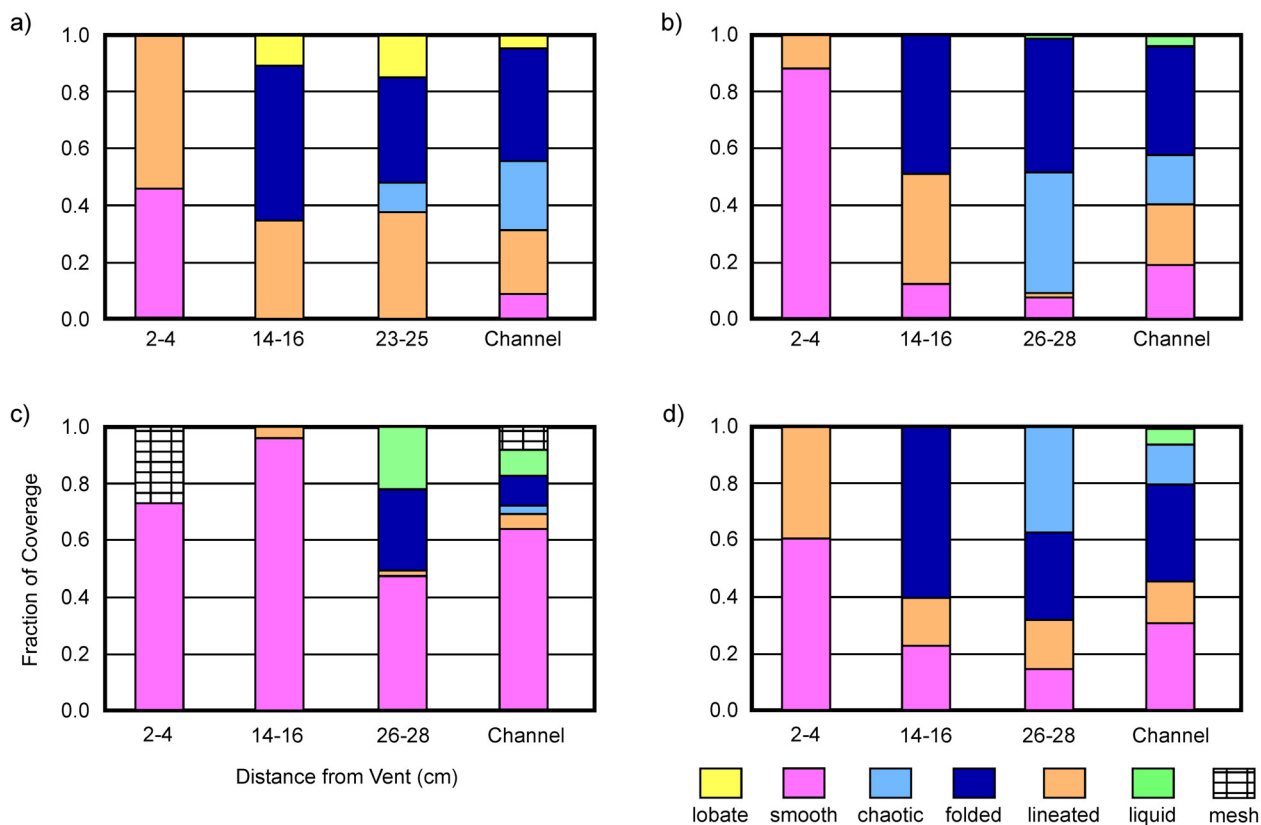 a)
1.0
0.8
0.6
0.4
0.2
0.0
2-4 14-16 23-25 Channel
b)
1.0
0.8
0.6
0.4
0.2
0.0
2-4 14-16 26-28 Channel
c)
1.0
0.8
0.6
0.4
0.2
0.0
2-4 14-16 26-28 Channel
Fraction of Coverage
Distance from Vent (cm)
d)
1.0
0.8
0.6
0.4
0.2
0.0
2-4 14-16 26-28 Channel
lobate smooth chaotic folded lineated liquid mesh